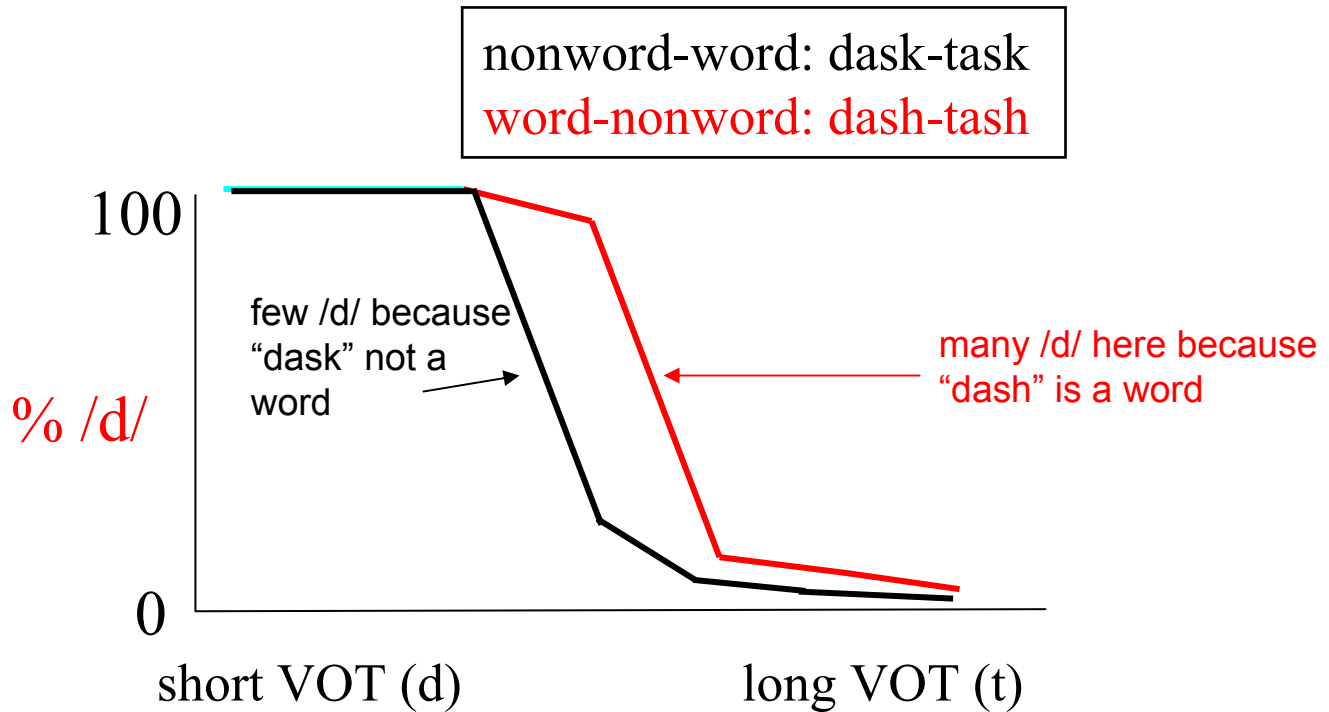 nonword-word: dask-task
word-nonword: dash-tash
100
few /d/ because
“dask” not a
word
many /d/ here because
“dash” is a word
% /d/
0
short VOT (d)
long VOT (t)